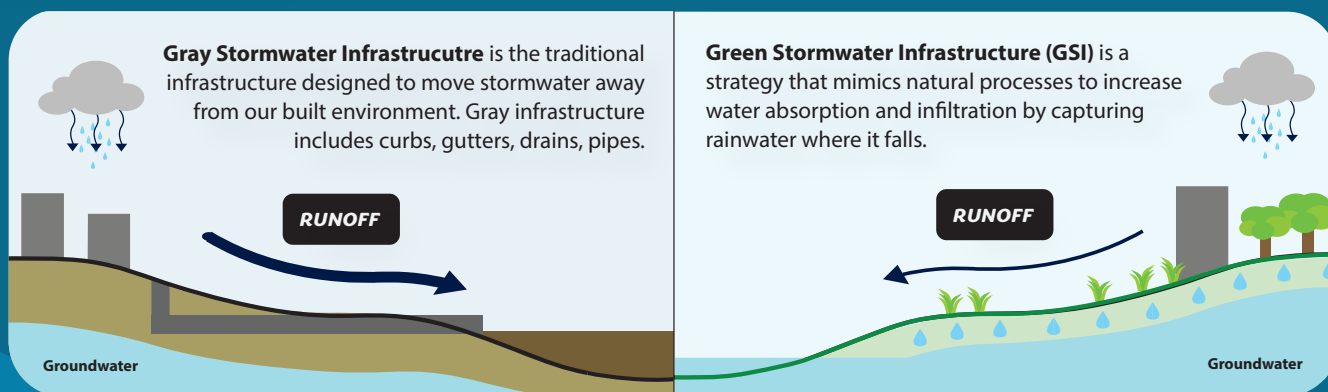 Gray Stormwater Infrastrucutre is the traditional
infrastructure designed to move stormwater away
from our built environment. Gray infrastructure
includes curbs, gutters, drains, pipes.
RUNOFF
Groundwater
Green Stormwater Infrastructure (GSI) is a
strategy that mimics natural processes to increase
water absorption and infiltration by capturing
rainwater where it falls.
RUNOFF
Groundwater